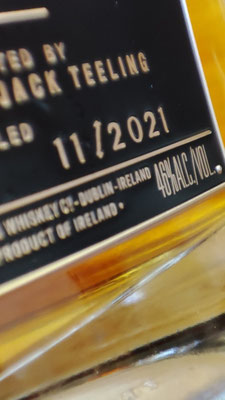 TED BY
JACK TEELING
LED
11/2021
WHISKEY CO-DUBLIN-IRELAND
46%ALC./VOL.
PRODUCT OF IRELAND•